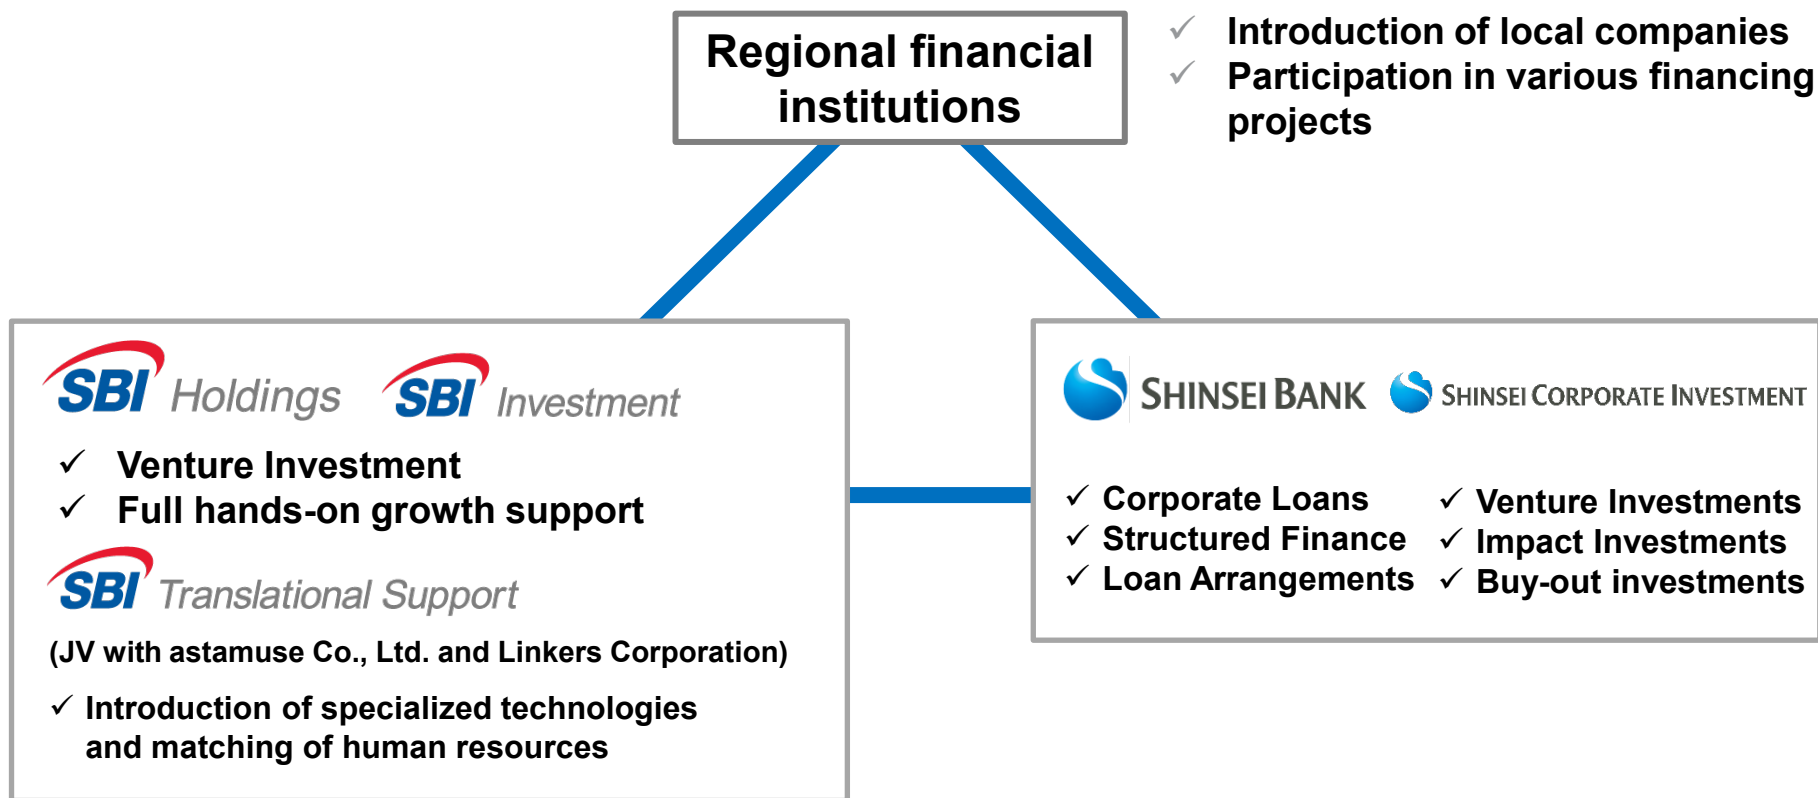 Regional financial
institutions
✓ Introduction of local companies
✓ Participation in various financing
projects
SBI Holdings SBI Investment
✓ Venture Investment
✓ Full hands-on growth support
SBI Translational Support
(JV with astamuse Co., Ltd. and Linkers Corporation)
✓ Introduction of specialized technologies
and matching of human resources
SHINSEI BANK SHINSEI CORPORATE INVESTMENT
✓ Corporate Loans
✓ Structured Finance
✓ Loan Arrangements
✓ Venture Investments
✓ Impact Investments
✓ Buy-out investments